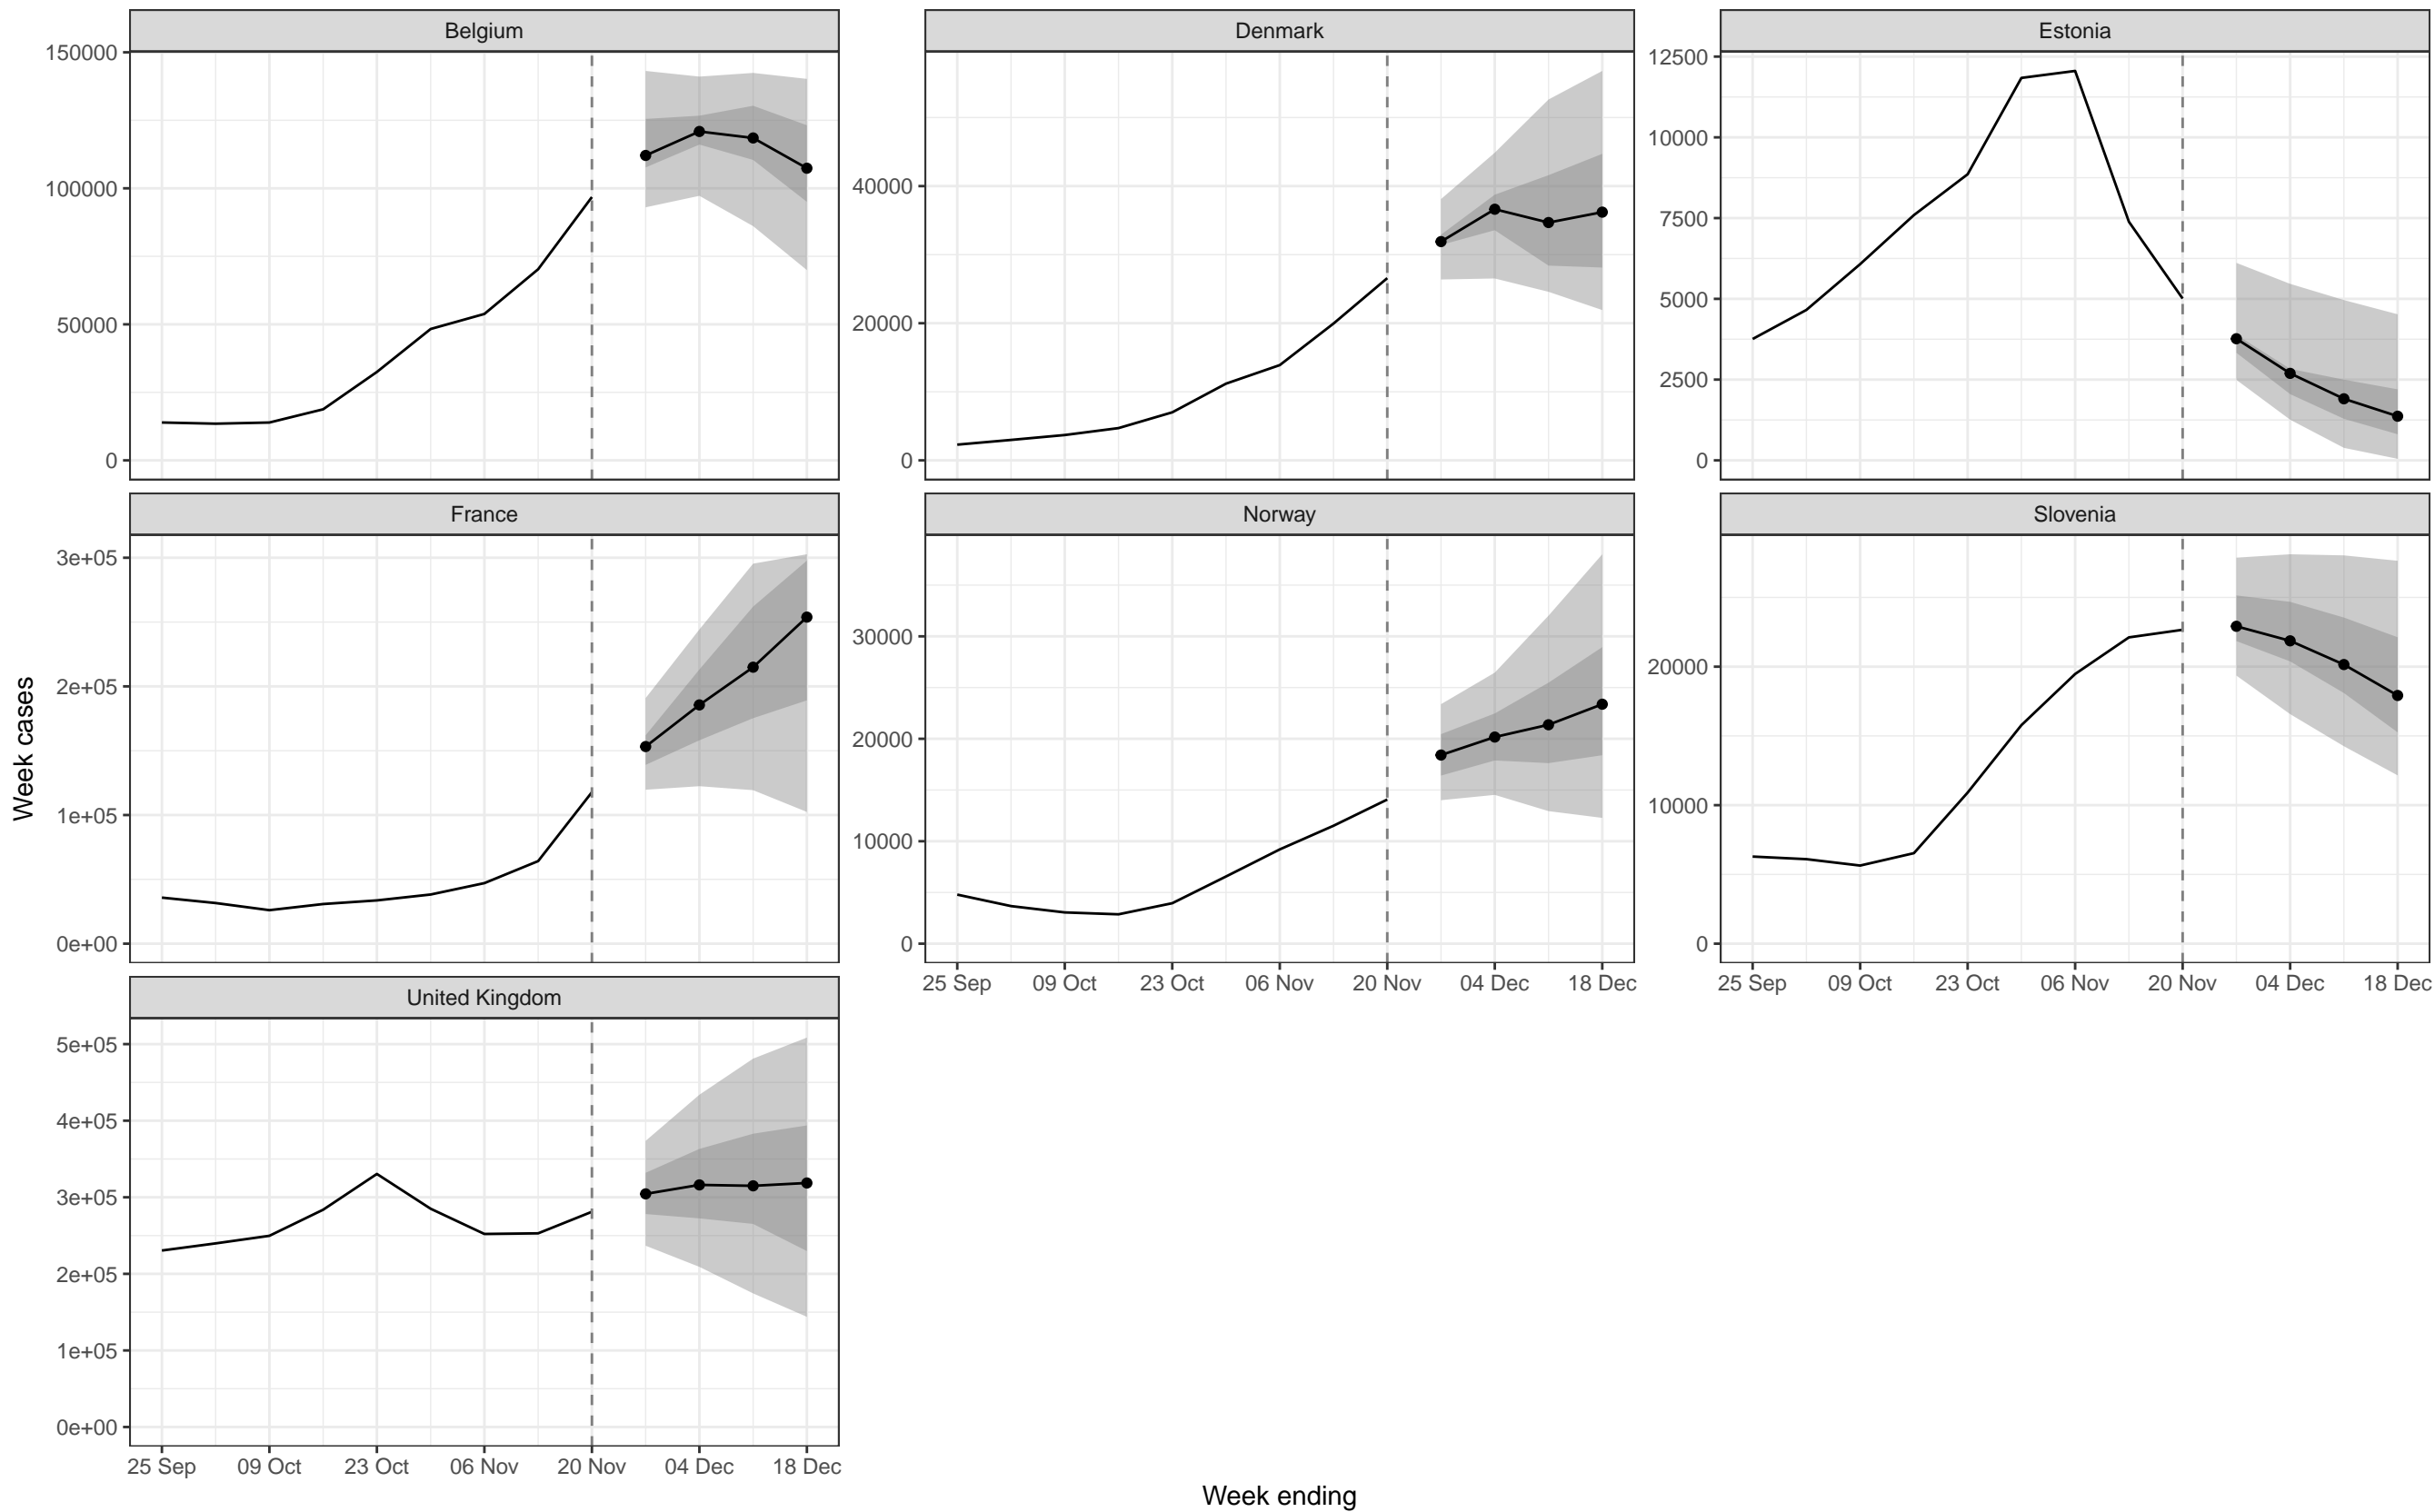 Belgium
Denmark
Estonia
150000
100000
50000
0
40000
20000
0
12500
10000
7500
5000
2500
0
France
Norway
Slovenia
3e+05
2e+05
1e+05
0e+00
30000
20000
10000
0
20000
10000
0
25 Sep 09 Oct 23 Oct 06 Nov 20 Nov 04 Dec 18 Dec
25 Sep 09 Oct 23 Oct 06 Nov 20 Nov 04 Dec 18 Dec
United Kingdom
5e+05
4e+05
3e+05
2e+05
1e+05
0e+00
25 Sep 09 Oct 23 Oct 06 Nov 20 Nov 04 Dec 18 Dec
Week cases
Week ending